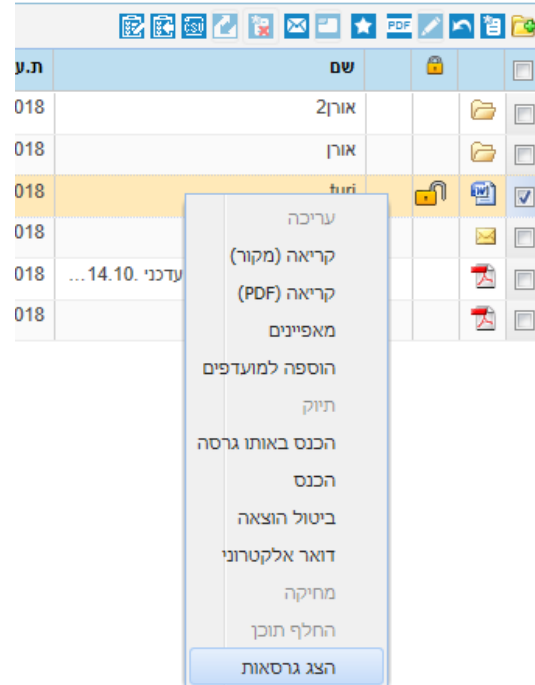 CSV
PDF
שם
ת.ע
אורן2
018
אורן
018
turi
018
018
עדכני .14.10...
018
018
עריכה
קריאה (מקור)
קריאה (PDF)
מאפיינים
הוספה למועדפים
תיוק
הכנס באותו גרסה
הכנס
ביטול הוצאה
דואר אלקטרוני
מחיקה
החלף תוכן
הצג גרסאות